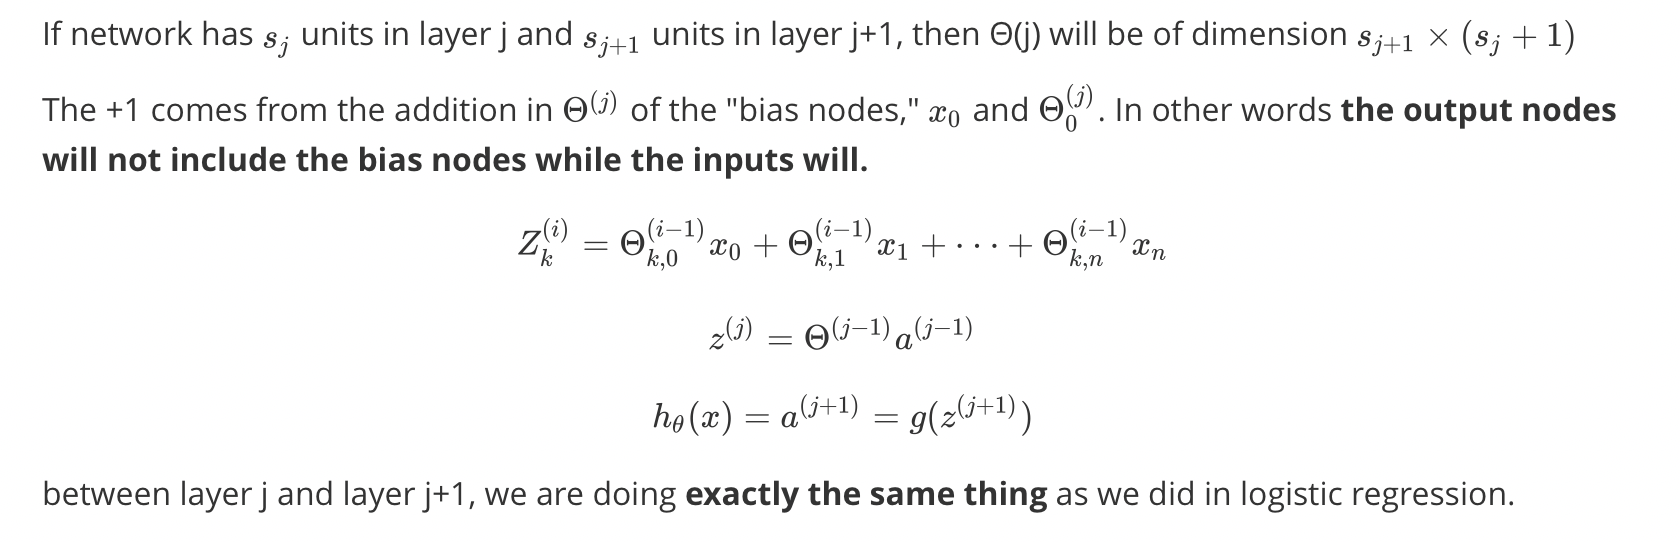 If network has $s_j$ units in layer j and $s_{j+1}$ units in layer j+1, then Θ(j) will be of dimension $s_{j+1} \times (s_j + 1)$
The +1 comes from the addition in $\Theta^{(j)}$ of the "bias nodes," $x_0$ and $\Theta_0^{(j)}$. In other words the output nodes
will not include the bias nodes while the inputs will.
$Z_k^{(i)} = \Theta_{k,0}^{(i-1)} x_0 + \Theta_{k,1}^{(i-1)} x_1 + \cdots + \Theta_{k,n}^{(i-1)} x_n$
$z^{(j)} = \Theta^{(j-1)} a^{(j-1)}$
$h_\theta(x) = a^{(j+1)} = g(z^{(j+1)})$
between layer j and layer j+1, we are doing exactly the same thing as we did in logistic regression.